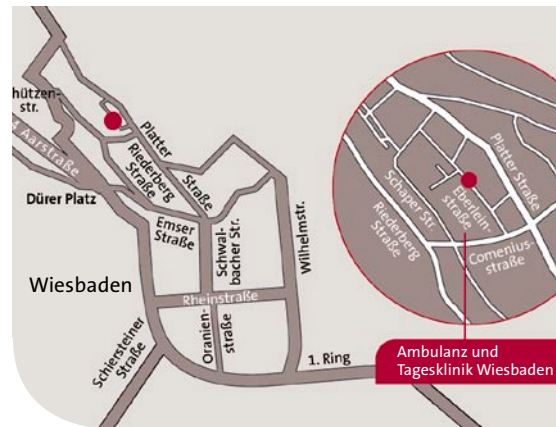 hützen-
str.
Aarstraße
Dürer Platz
Platter
Straße
Riederberg
Straße
Emser
Straße
Schwal-
bacher Str.
Wilhelmstr.
Wiesbaden
Rheinstraße
Oranien-
straße
Schiersteiner
Straße
1. Ring
Platter Straße
Eberlein-
straße
Schaper Str.
Riederberg
Straße
Comenius-
straße
Ambulanz und
Tagesklinik Wiesbaden